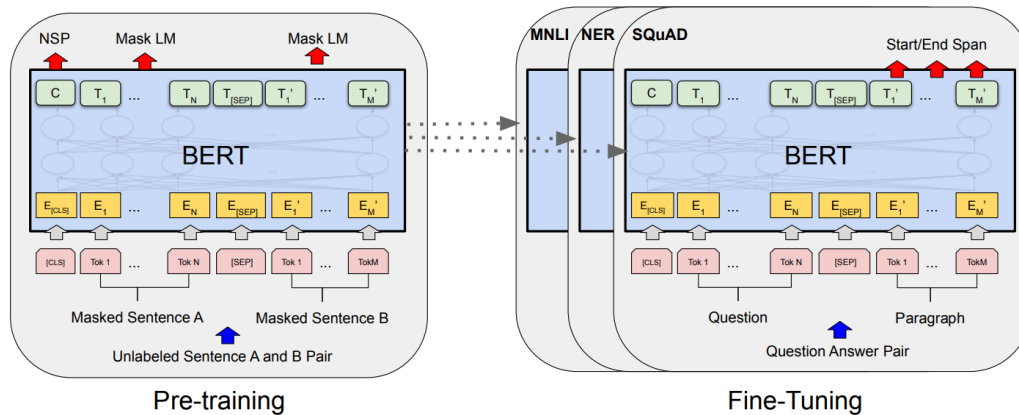 NSP Mask LM Mask LM
C T1 ... TN T[SEP] T1’ ... TM’
...
...
BERT
E[CLS] E1 ... EN E[SEP] E1’ ... EM’
[CLS] Tok 1 ... Tok N [SEP] Tok 1 ... TokM
Masked Sentence A Masked Sentence B
Unlabeled Sentence A and B Pair
Pre-training
MNLI NER SQuAD
Start/End Span
C T1 ... TN T[SEP] T1’ ... TM’
...
...
BERT
E[CLS] E1 ... EN E[SEP] E1’ ... EM’
[CLS] Tok 1 ... Tok N [SEP] Tok 1 ... TokM
Question Paragraph
Question Answer Pair
Fine-Tuning